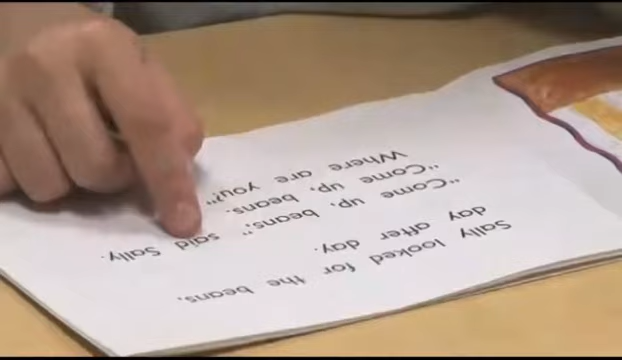 Sally looked for the beans,
day after day.
"Come up, beans," said Sally.
"Come up, beans.
Where are you?"